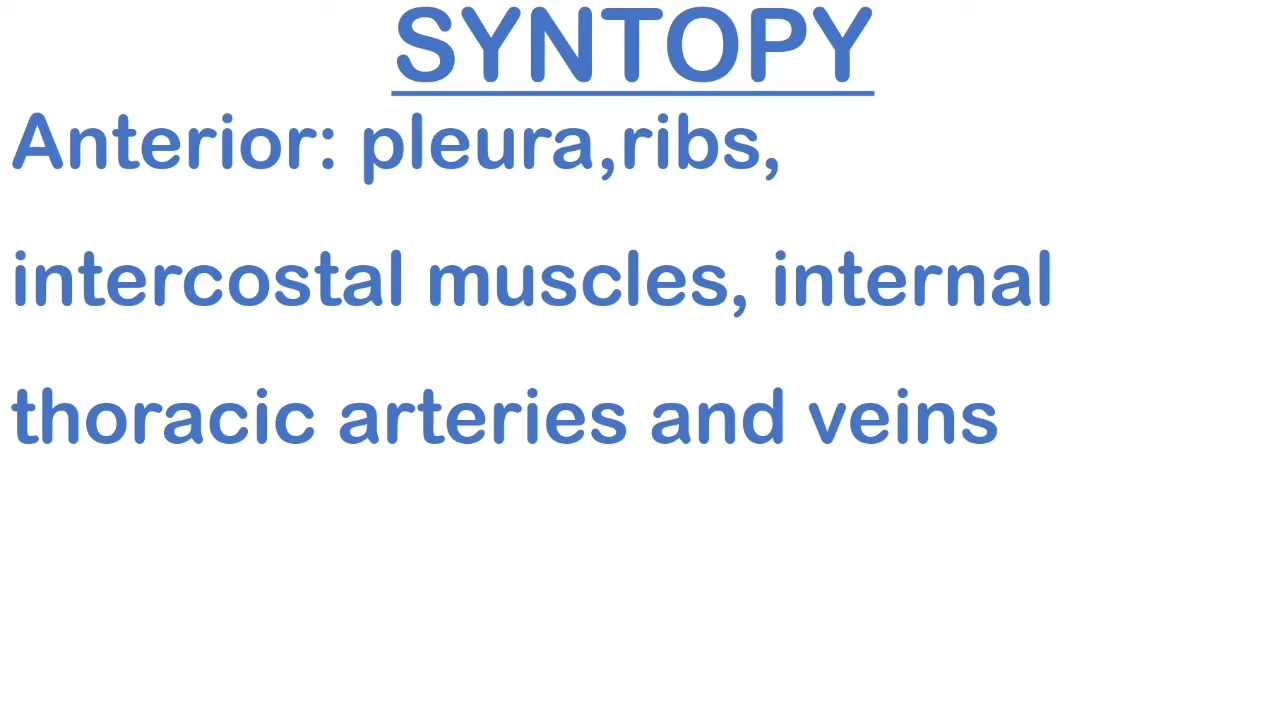 SYNTOPY
Anterior: pleura,ribs,
intercostal muscles, internal
thoracic arteries and veins